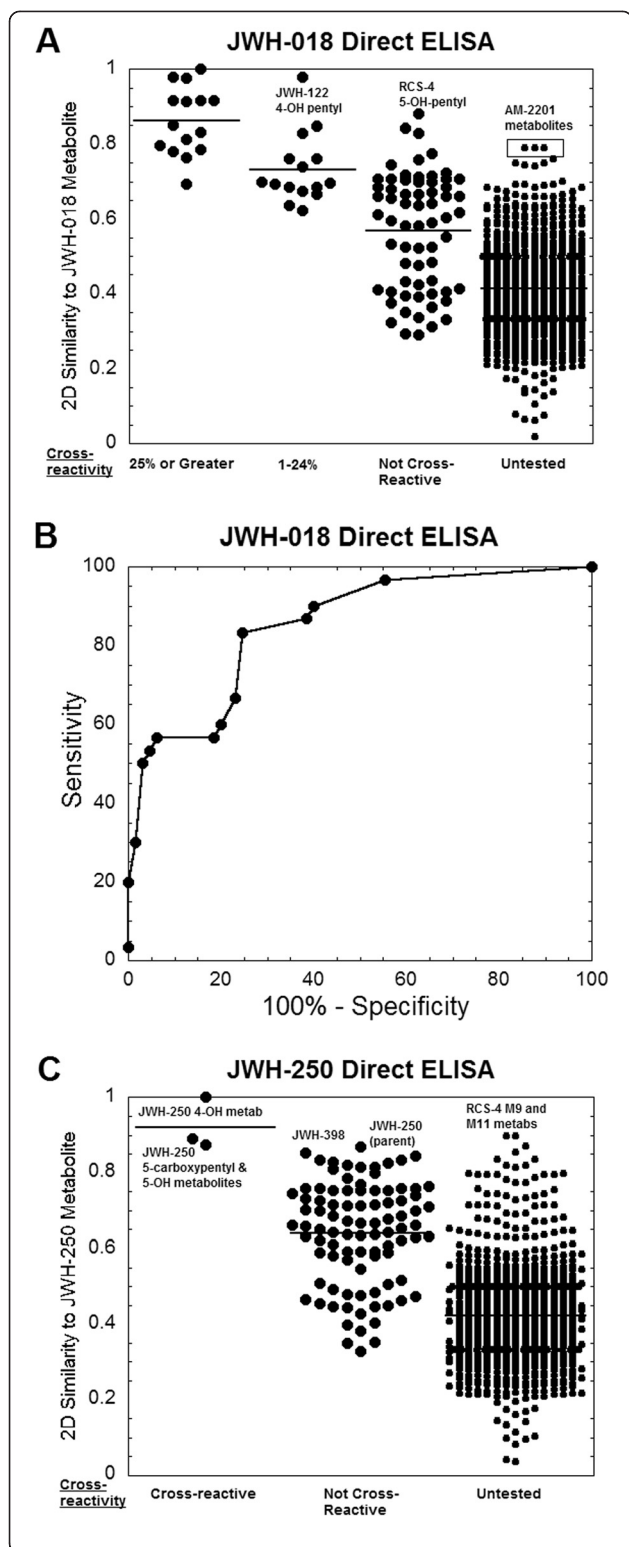 A
JWH-018 Direct ELISA
2D Similarity to JWH-018 Metabolite
1
0.8
0.6
0.4
0.2
0
JWH-122
4-OH pentyl
RCS-4
5-OH-pentyl
AM-2201
metabolites
Cross-
reactivity
25% or Greater
1-24%
Not Cross-
Reactive
Untested
B
JWH-018 Direct ELISA
Sensitivity
100
80
60
40
20
0
0
20
40
60
80
100
100% - Specificity
C
JWH-250 Direct ELISA
2D Similarity to JWH-250 Metabolite
1
0.8
0.6
0.4
0.2
0
JWH-250 4-OH metab
JWH-250
5-carboxypentyl &
5-OH metabolites
JWH-398
JWH-250
(parent)
RCS-4 M9 and
M11 metabs
Cross-
reactivity
Cross-reactive
Not Cross-
Reactive
Untested